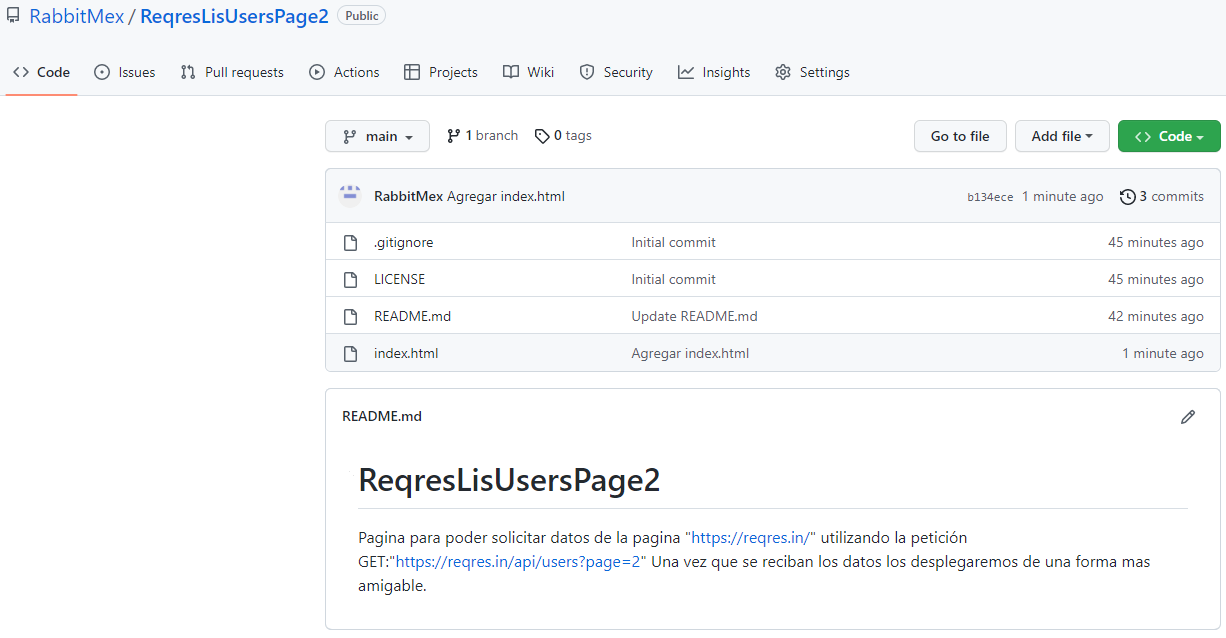 RabbitMex / ReqresLisUsersPage2 Public
Code Issues Pull requests Actions Projects Wiki Security Insights Settings
main 1 branch 0 tags Go to file Add file Code
RabbitMex Agregar index.html b134ece 1 minute ago 3 commits
.gitignore Initial commit 45 minutes ago
LICENSE Initial commit 45 minutes ago
README.md Update README.md 42 minutes ago
index.html Agregar index.html 1 minute ago
README.md
ReqresLisUsersPage2
Pagina para poder solicitar datos de la pagina "https://reqres.in/" utilizando la petición
GET:"https://reqres.in/api/users?page=2" Una vez que se reciban los datos los desplegaremos de una forma mas
amigable.